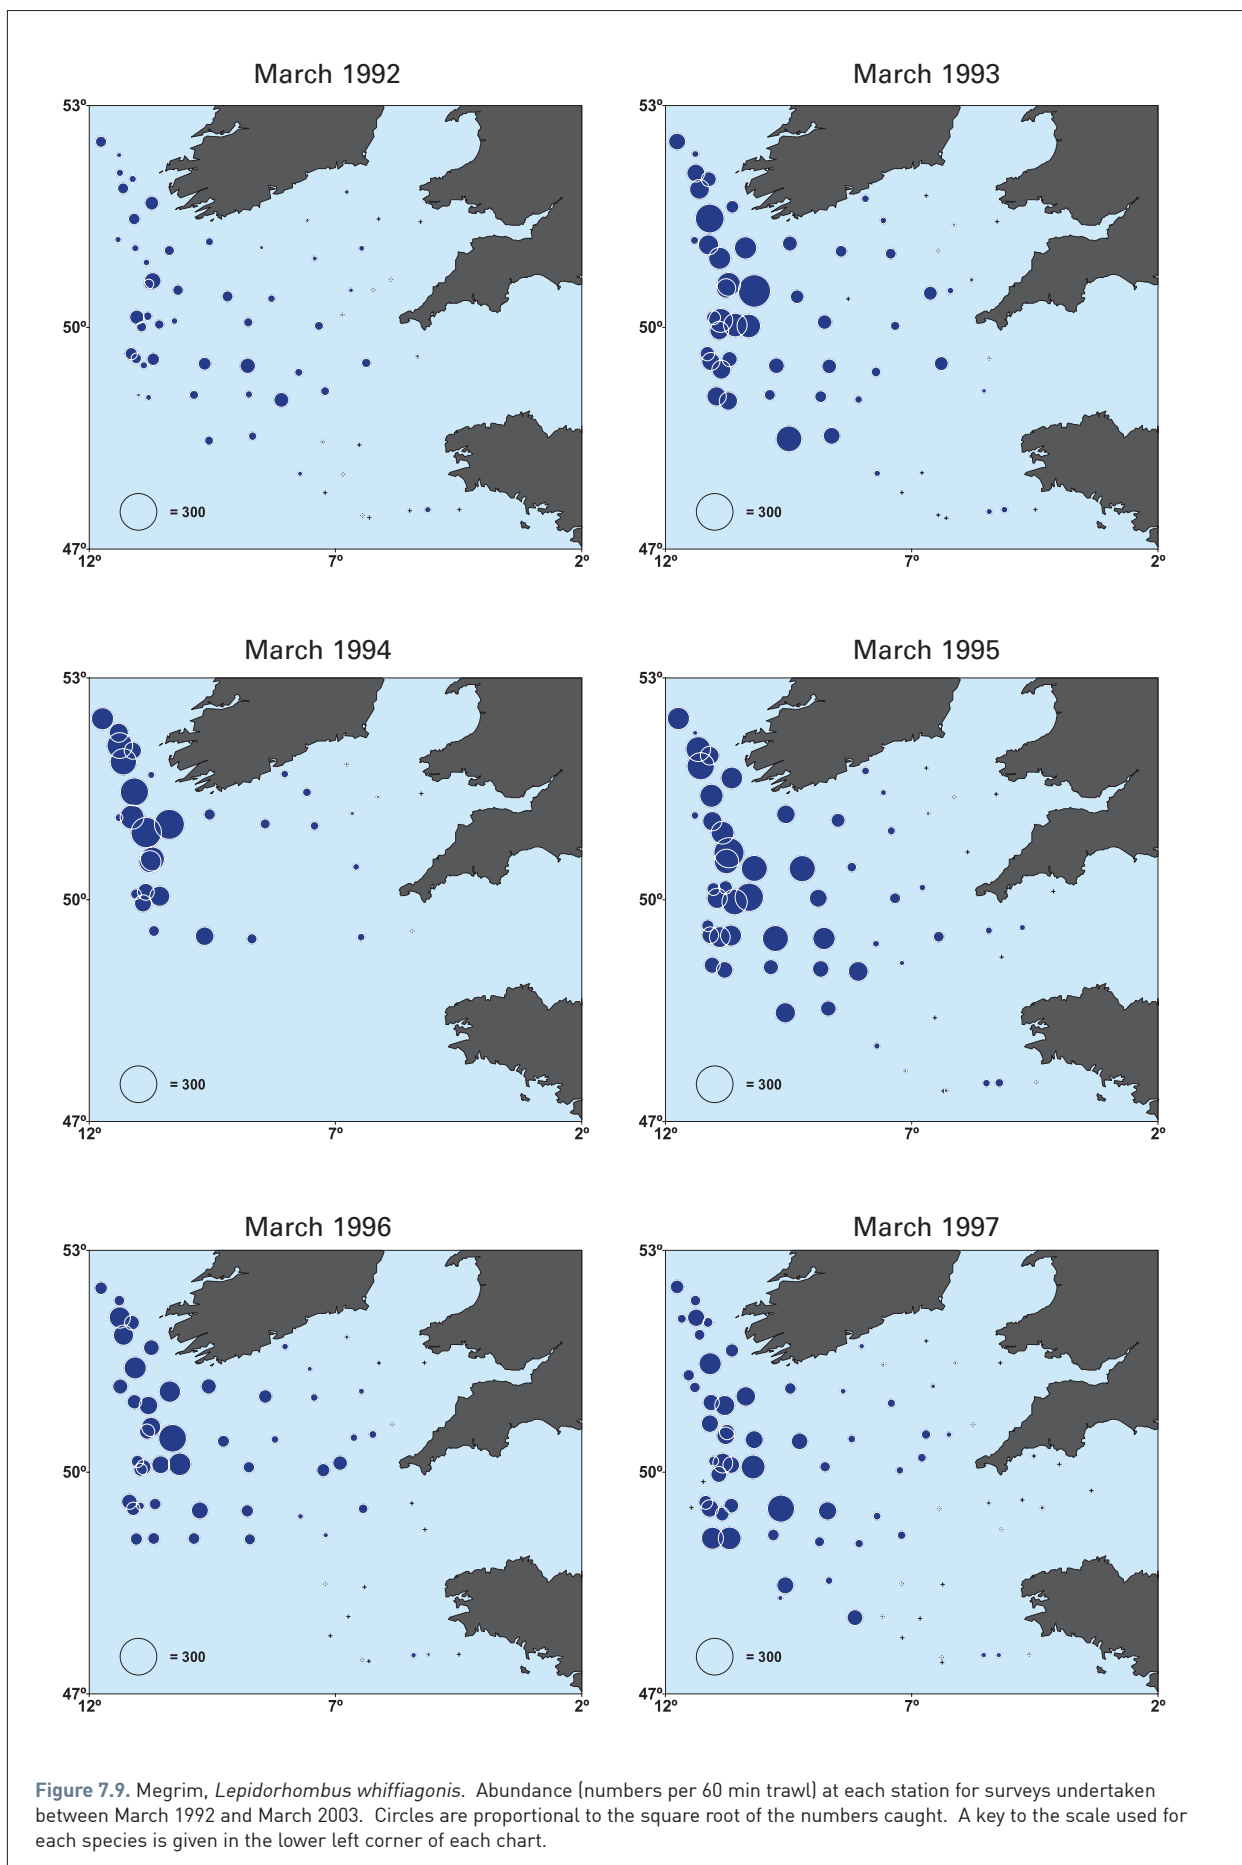 March 1992
March 1993
53º
50º
47º
12º
7º
2º
= 300
53º
50º
47º
12º
7º
2º
= 300
March 1994
March 1995
53º
50º
47º
12º
7º
2º
= 300
53º
50º
47º
12º
7º
2º
= 300
March 1996
March 1997
53º
50º
47º
12º
7º
2º
= 300
53º
50º
47º
12º
7º
2º
= 300
Figure 7.9. Megrim, Lepidorhombus whiffiagonis. Abundance (numbers per 60 min trawl) at each station for surveys undertaken
between March 1992 and March 2003. Circles are proportional to the square root of the numbers caught. A key to the scale used for
each species is given in the lower left corner of each chart.